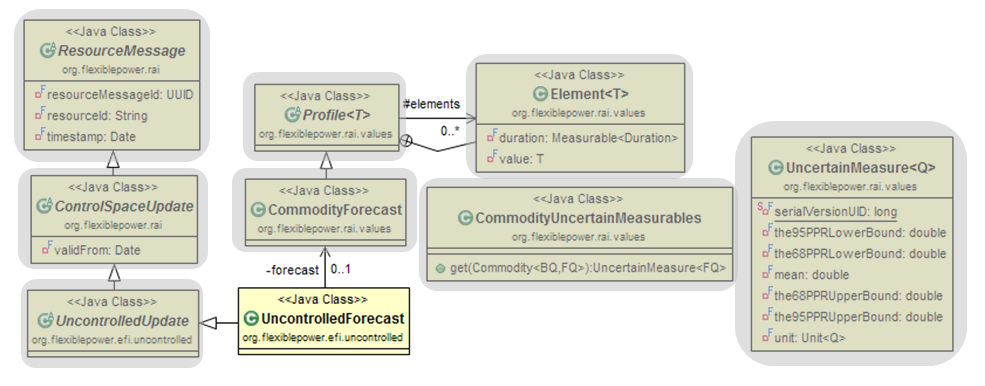 <<Java Class>>
ResourceMessage
org.flexiblepower.rai
resourceMessageId: UUID
resourceId: String
timestamp: Date
<<Java Class>>
ControlSpaceUpdate
org.flexiblepower.rai
validFrom: Date
<<Java Class>>
UncontrolledUpdate
org.flexiblepower.efi.uncontrolled
<<Java Class>>
Profile<T>
org.flexiblepower.rai.values
#elements
0..*
<<Java Class>>
Element<T>
org.flexiblepower.rai.values
duration: Measurable<Duration>
value: T
<<Java Class>>
CommodityForecast
org.flexiblepower.rai.values
-forecast 0..1
<<Java Class>>
UncontrolledForecast
org.flexiblepower.efi.uncontrolled
<<Java Class>>
CommodityUncertainMeasurables
org.flexiblepower.rai.values
get(Commodity<BQ,FQ>):UncertainMeasure<FQ>
<<Java Class>>
UncertainMeasure<Q>
org.flexiblepower.rai.values
serialVersionUID: long
the95PPRLowerBound: double
the68PPRLowerBound: double
mean: double
the68PPRUpperBound: double
the95PPRUpperBound: double
unit: Unit<Q>